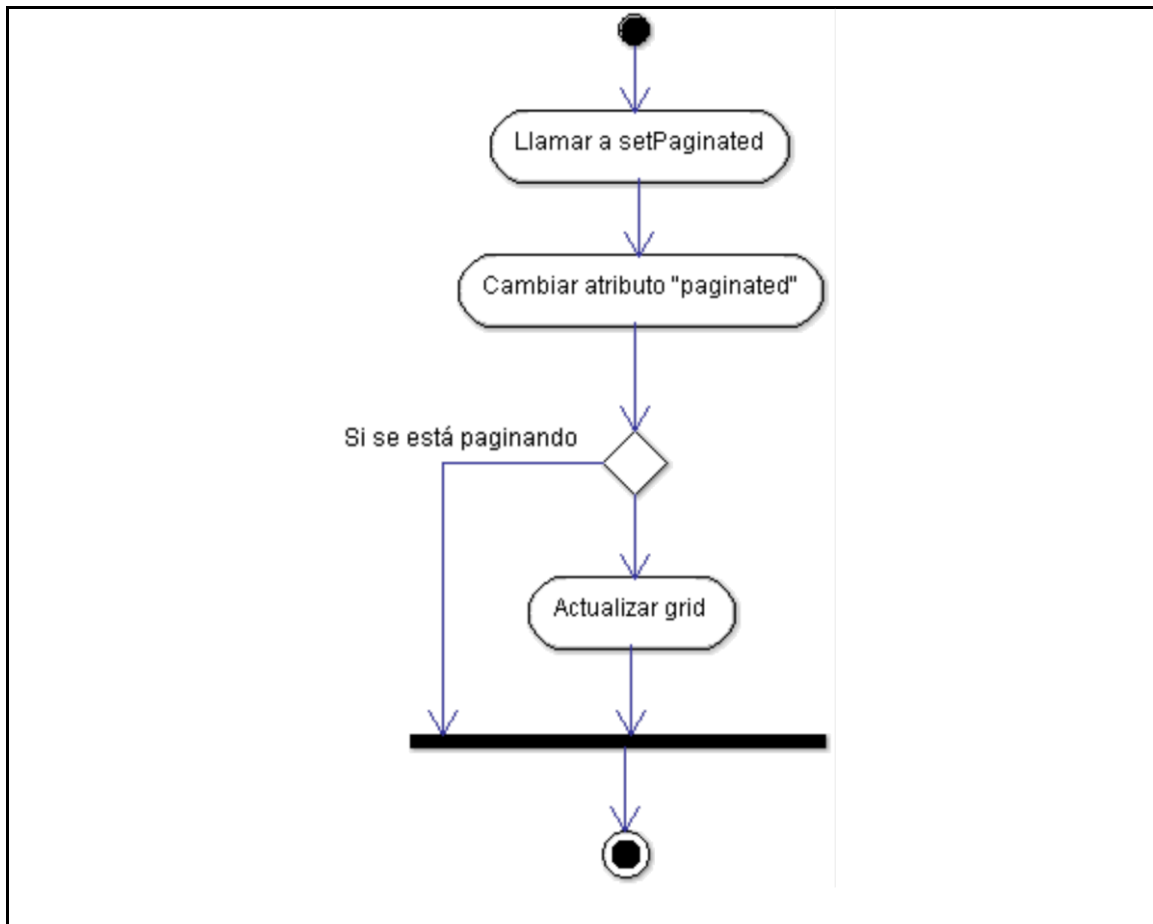 Llamar a setPaginated
Cambiar atributo "paginated"
Si se está paginando
Actualizar grid